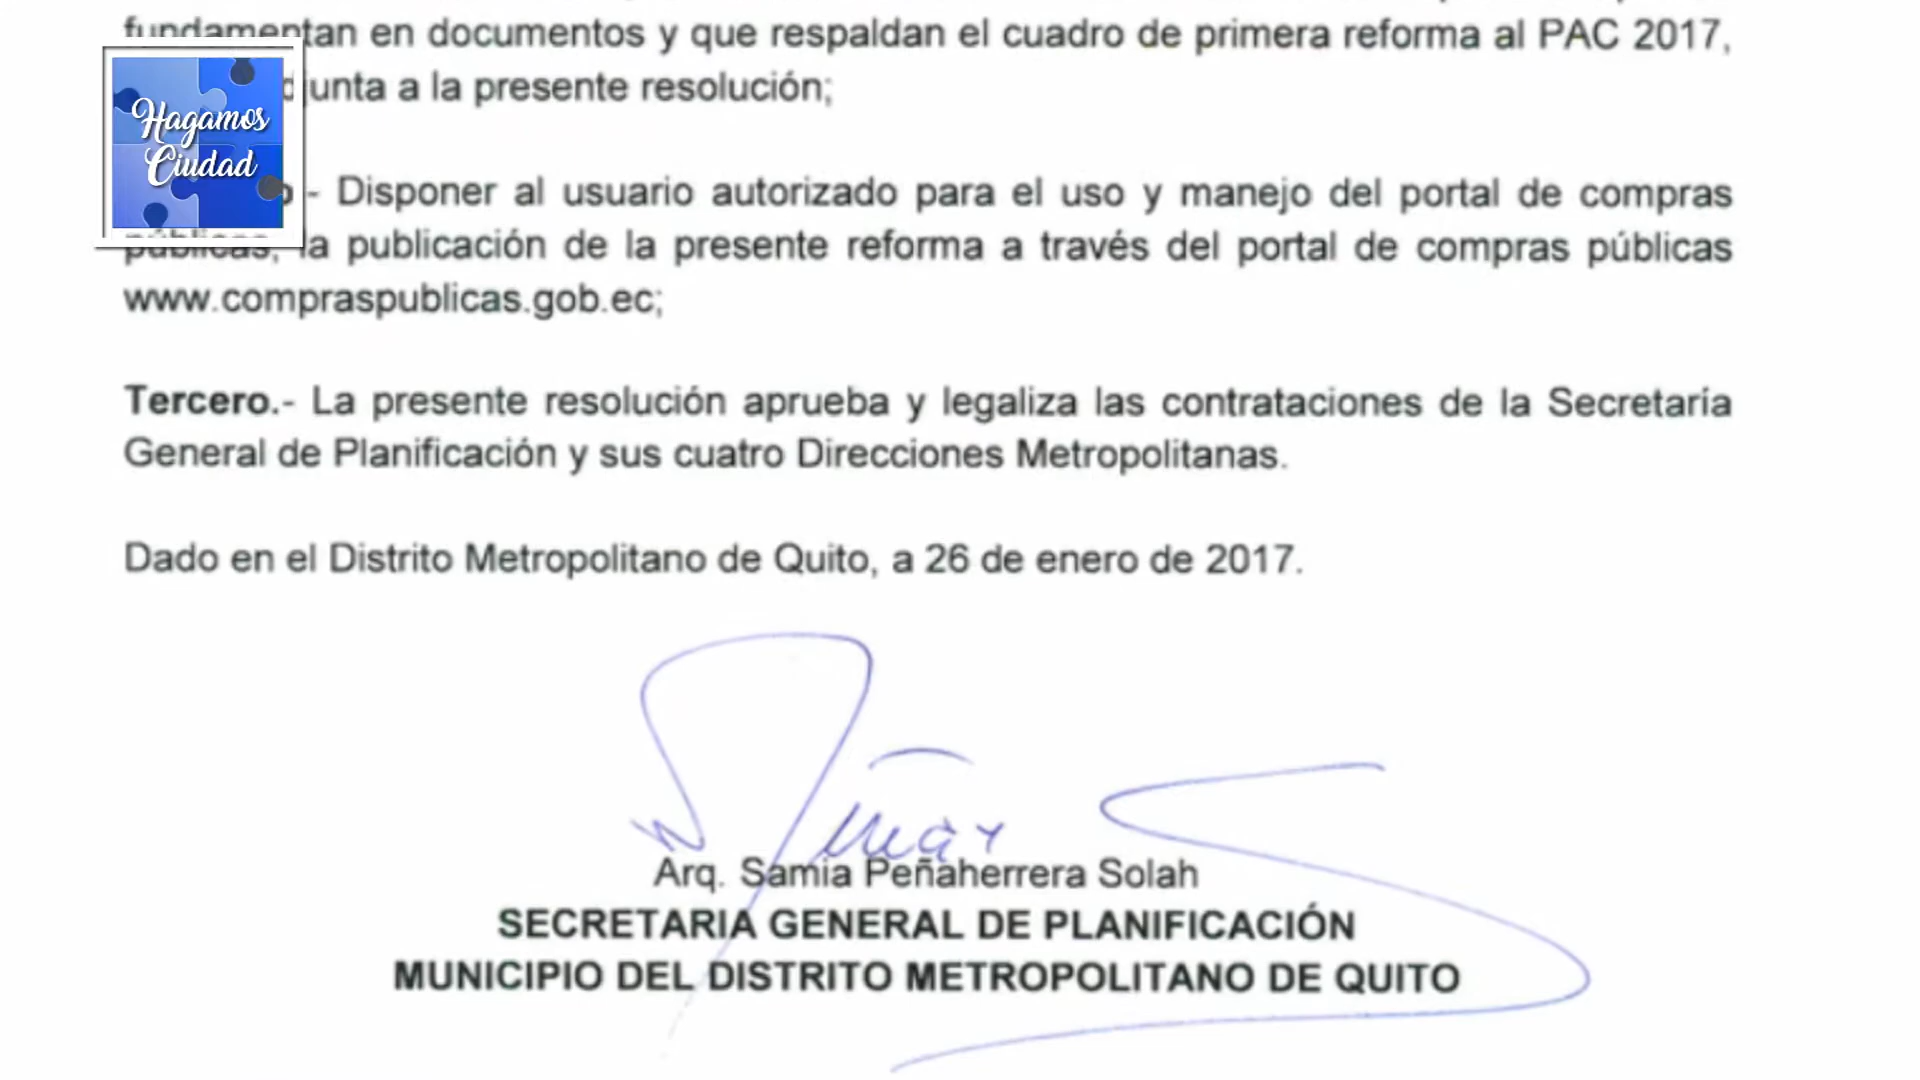 fundamentan en documentos y que respaldan el cuadro de primera reforma al PAC 2017,
junta a la presente resolución;
Hagamos
Ciudad
o - Disponer al usuario autorizado para el uso y manejo del portal de compras
públicas, la publicación de la presente reforma a través del portal de compras públicas
www.compraspublicas.gob.ec;
Tercero.- La presente resolución aprueba y legaliza las contrataciones de la Secretaría
General de Planificación y sus cuatro Direcciones Metropolitanas.
Dado en el Distrito Metropolitano de Quito, a 26 de enero de 2017.
Arq. Samia Peñaherrera Solah
SECRETARIA GENERAL DE PLANIFICACIÓN
MUNICIPIO DEL DISTRITO METROPOLITANO DE QUITO